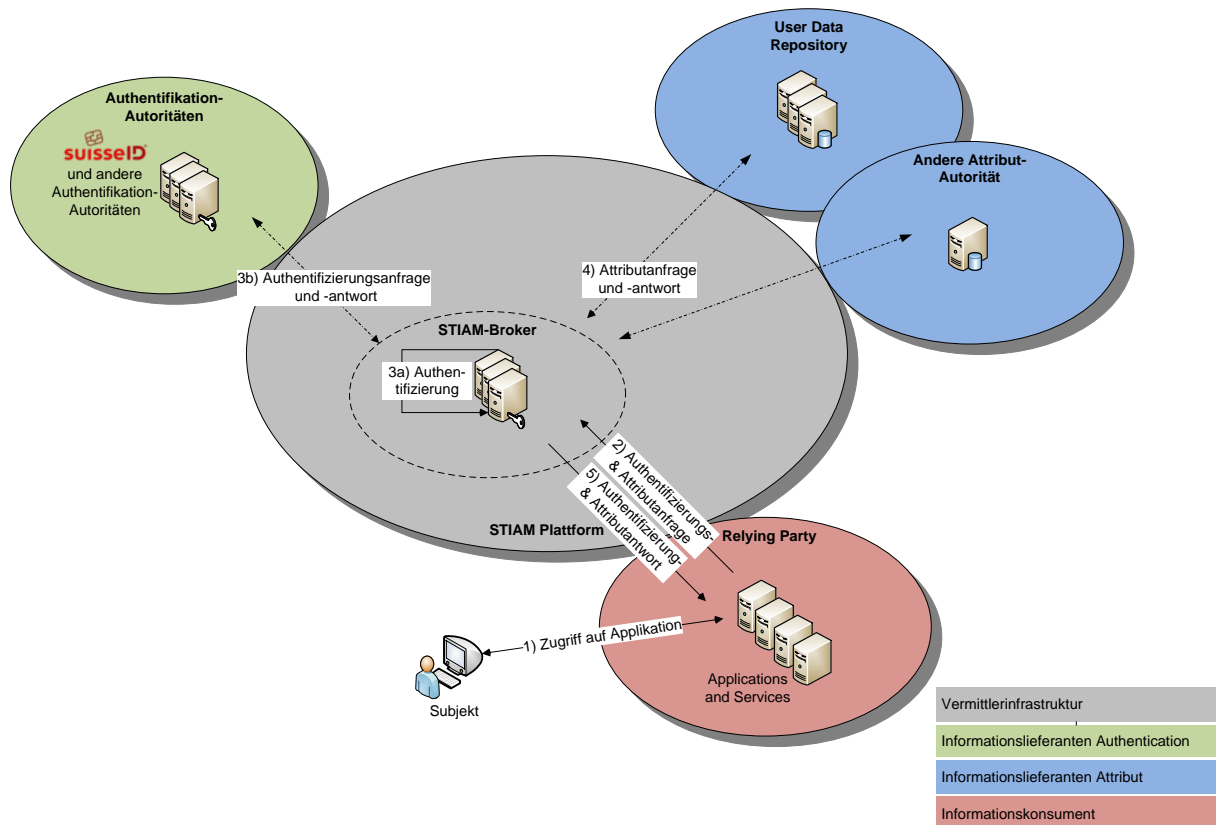 User Data
Repository
Authentifikation-
Autoritäten
suisseID
und andere
Authentifikation-
Autoritäten
Andere Attribut-
Autorität
3b) Authentifizierungsanfrage
und -antwort
4) Attributanfrage
und -antwort
STIAM-Broker
3a) Authen-
tifizierung
2) Authentifizierungs-
& Attributanfrage
5) Authentifizierung-
& Attributantwort
STIAM Plattform
Relying Party
1) Zugriff auf Applikation
Subjekt
Applications
and Services
Vermittlerinfrastruktur
Informationslieferanten Authentication
Informationslieferanten Attribut
Informationskonsument